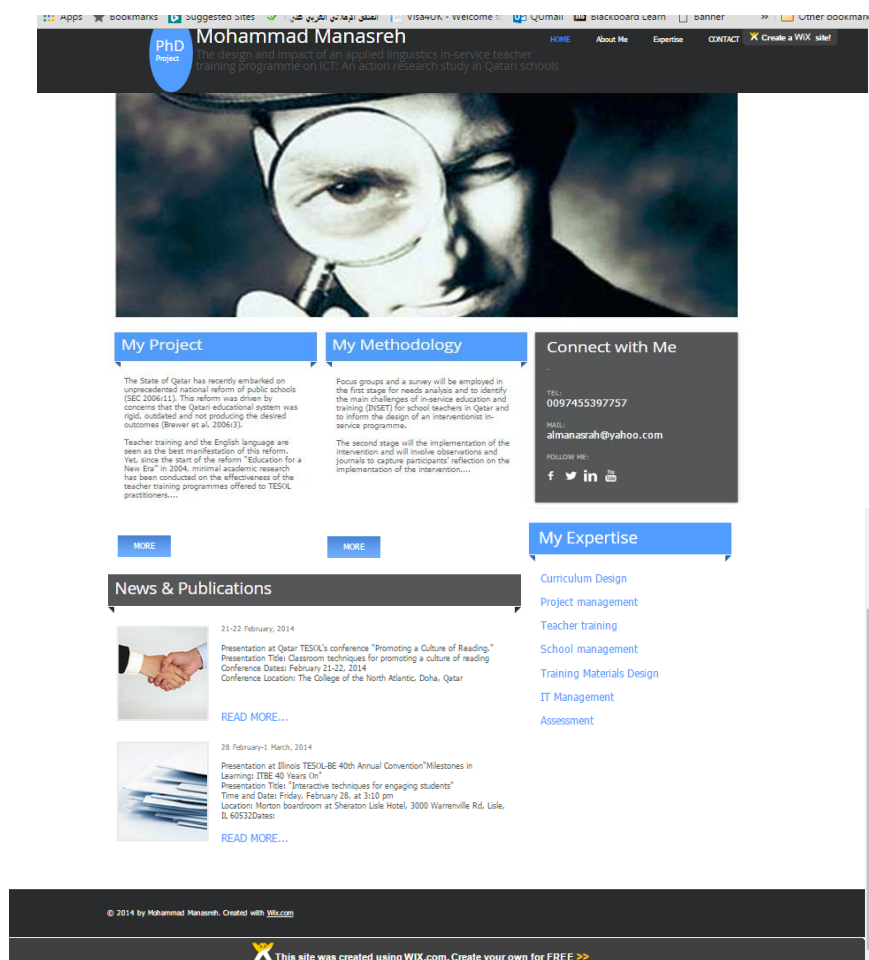 Apps
Bookmarks
Suggested Sites
Visa4UK - Welcome t
QUmail
Bb Blackboard Learn
Banner
»
Other bookmar
PhD
Project
Mohammad Manasreh
The design and impact of an applied linguistics in-service teacher
training programme on ICT: An action research study in Qatari schools
HOME
About Me
Expertise
CONTACT
Create a WiX site!
My Project
The State of Qatar has recently embarked on
unprecedented national reform of public schools
(SEC 2006:11). This reform was driven by
concerns that the Qatari educational system was
rigid, outdated and not producing the desired
outcomes (Brewer et al. 2006:3).
Teacher training and the English language are
seen as the best manifestation of this reform.
Yet, since the start of the reform "Education for a
New Era" in 2004, minimal academic research
has been conducted on the effectiveness of the
teacher training programmes offered to TESOL
practitioners....
MORE
My Methodology
Focus groups and a survey will be employed in
the first stage for needs analysis and to identify
the main challenges of in-service education and
training (INSET) for school teachers in Qatar and
to inform the design of an interventionist in-
service programme.
The second stage will the implementation of the
intervention and will involve observations and
journals to capture participants' reflection on the
implementation of the intervention....
MORE
Connect with Me
TEL:
0097455397757
MAIL:
almanasrah@yahoo.com
FOLLOW ME:
My Expertise
Curriculum Design
Project management
Teacher training
School management
Training Materials Design
IT Management
Assessment
News & Publications
21-22 February, 2014
Presentation at Qatar TESOL's conference "Promoting a Culture of Reading."
Presentation Title: Classroom techniques for promoting a culture of reading
Conference Dates: February 21-22, 2014
Conference Location: The College of the North Atlantic, Doha, Qatar
READ MORE...
28 February-1 March, 2014
Presentation at Illinois TESOL-BE 40th Annual Convention"Milestones in
Learning: ITBE 40 Years On"
Presentation Title: "Interactive techniques for engaging students"
Time and Date: Friday, February 28, at 3:10 pm
Location: Morton boardroom at Sheraton Lisle Hotel, 3000 Warrenville Rd, Lisle,
IL 60532Dates:
READ MORE...
© 2014 by Mohammad Manasreh. Created with Wix.com
This site was created using WIX.com. Create your own for FREE >>